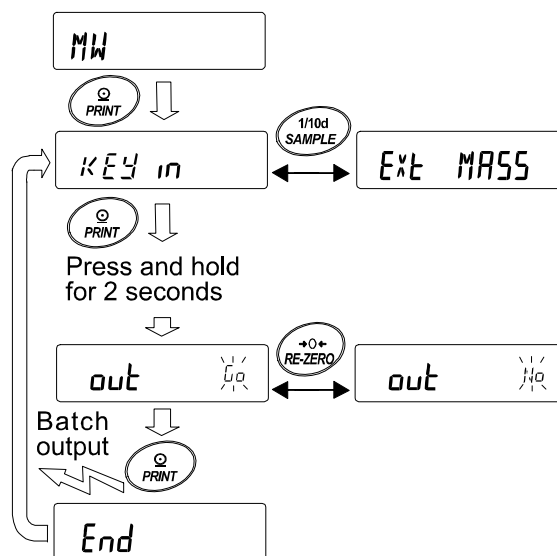 MW
PRINT
1/10d
SAMPLE
KEY in
Ext MASS
PRINT
Press and hold
for 2 seconds
→0←
RE-ZERO
out Go
out No
Batch
output
PRINT
End